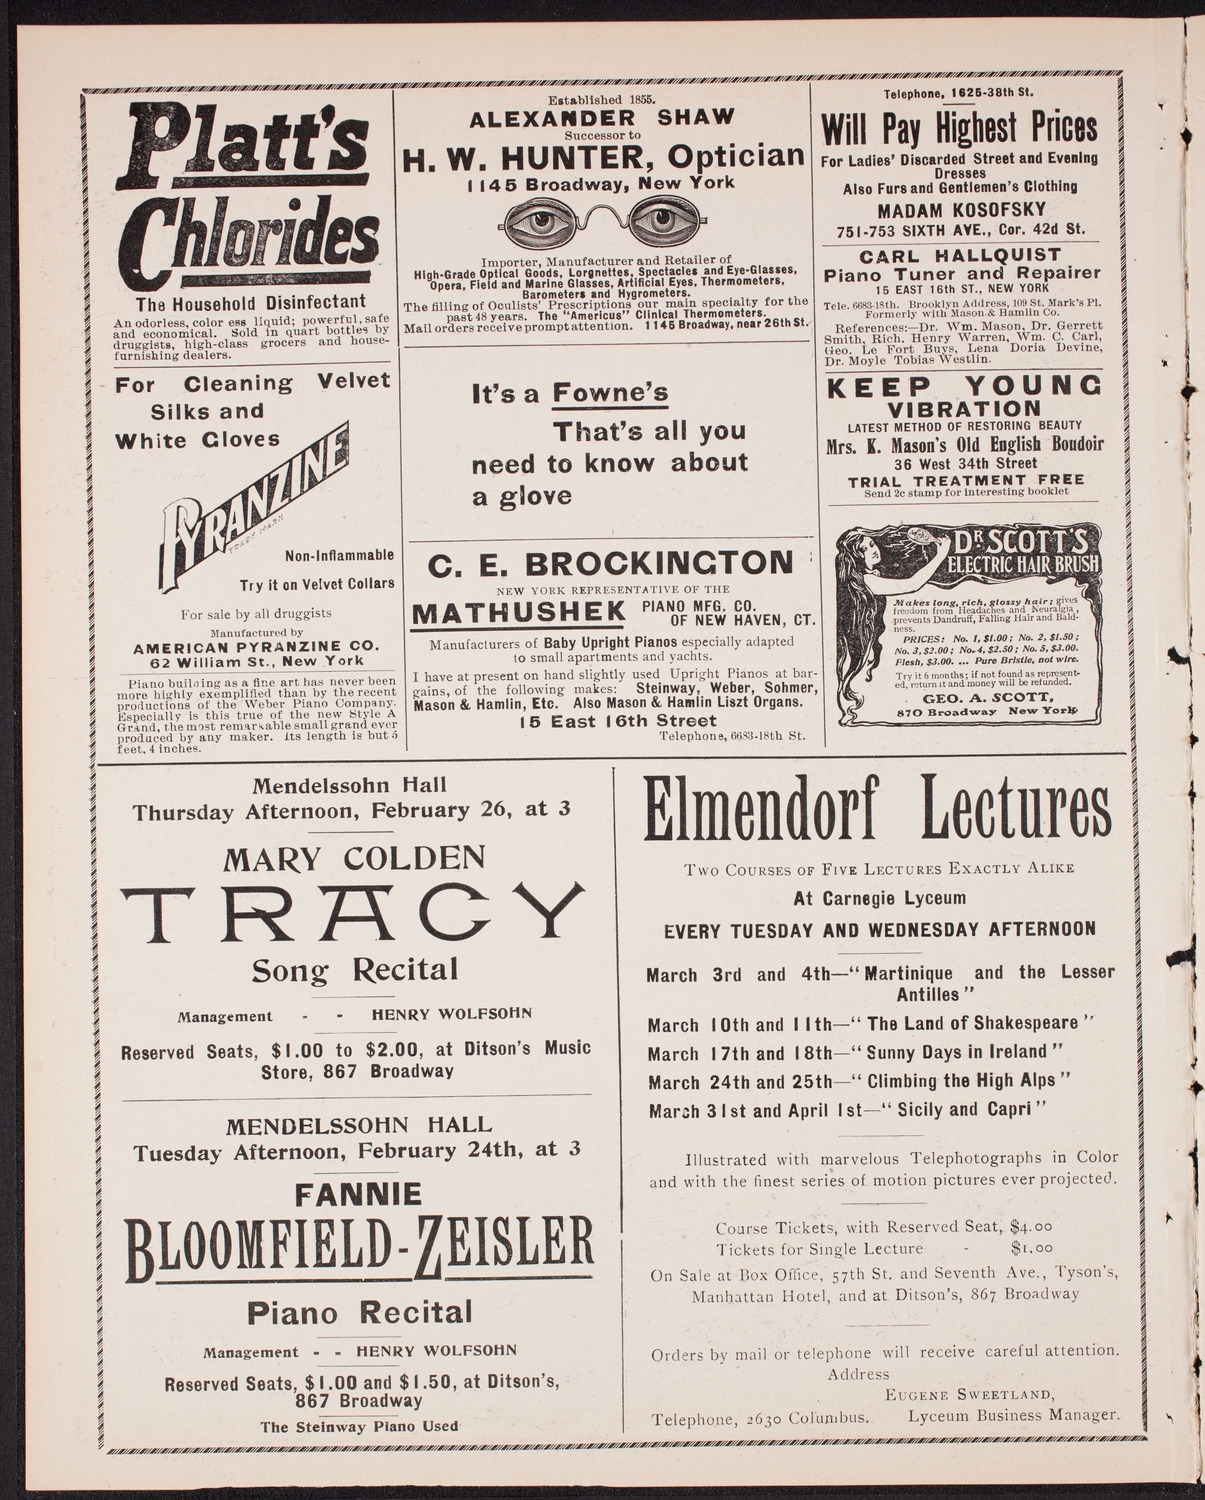 Platt's
Chlorides
The Household Disinfectant
An odorless, color ess liquid; powerful, safe
and economical. Sold in quart bottles by
druggists, high-class grocers and house-
furnishing dealers.
For Cleaning Velvet
Silks and
White Gloves
PYRANZINE
TRADE MARK
Non-Inflammable
Try it on Velvet Collars
For sale by all druggists
Manufactured by
AMERICAN PYRANZINE CO.
62 William St., New York
Piano building as a fine art has never been
more highly exemplified than by the recent
productions of the Weber Piano Company.
Especially is this true of the new Style A
Grand, the most remarkable small grand ever
produced by any maker. Its length is but 5
feet, 4 inches.
Established 1855.
ALEXANDER SHAW
Successor to
H. W. HUNTER, Optician
1145 Broadway, New York
Importer, Manufacturer and Retailer of
High-Grade Optical Goods, Lorgnettes, Spectacles and Eye-Glasses,
Opera, Field and Marine Glasses, Artificial Eyes, Thermometers,
Barometers and Hygrometers.
The filling of Oculists' Prescriptions our main specialty for the
past 48 years. The "Americus" Clinical Thermometers.
Mail orders receive prompt attention. 1145 Broadway, near 26th St.
It's a Fowne's
That's all you
need to know about
a glove
C. E. BROCKINGTON
NEW YORK REPRESENTATIVE OF THE
MATHUSHEK PIANO MFG. CO.
OF NEW HAVEN, CT.
Manufacturers of Baby Upright Pianos especially adapted
to small apartments and yachts.
I have at present on hand slightly used Upright Pianos at bar-
gains, of the following makes: Steinway, Weber, Sohmer,
Mason & Hamlin, Etc. Also Mason & Hamlin Liszt Organs.
15 East 16th Street
Telephone, 6683-18th St.
Telephone, 1625-38th St.
Will Pay Highest Prices
For Ladies' Discarded Street and Evening
Dresses
Also Furs and Gentlemen's Clothing
MADAM KOSOFSKY
751-753 SIXTH AVE., Cor. 42d St.
CARL HALLQUIST
Piano Tuner and Repairer
15 EAST 16th ST., NEW YORK
Tele. 6683-18th. Brooklyn Address, 109 St. Mark's Pl.
Formerly with Mason & Hamlin Co.
References:—Dr. Wm. Mason, Dr. Gerrett
Smith, Rich. Henry Warren, Wm. C. Carl,
Geo. Le Fort Buys, Lena Doria Devine,
Dr. Moyle Tobias Westlin.
KEEP YOUNG
VIBRATION
LATEST METHOD OF RESTORING BEAUTY
Mrs. K. Mason's Old English Boudoir
36 West 34th Street
TRIAL TREATMENT FREE
Send 2c stamp for interesting booklet
DR SCOTT'S
ELECTRIC HAIR BRUSH
Makes long, rich, glossy hair; gives
freedom from Headaches and Neuralgia,
prevents Dandruff, Falling Hair and Bald-
ness.
PRICES: No. 1, $1.00; No. 2, $1.50;
No. 3, $2.00; No. 4, $2.50; No. 5, $3.00.
Flesh, $3.00. ... Pure Bristle, not wire.
Try it 6 months; if not found as represent-
ed, return it and money will be refunded.
GEO. A. SCOTT,
870 Broadway New York
Mendelssohn Hall
Thursday Afternoon, February 26, at 3
MARY COLDEN
TRACY
Song Recital
Management - - HENRY WOLFSOHN
Reserved Seats, $1.00 to $2.00, at Ditson's Music
Store, 867 Broadway
MENDELSSOHN HALL
Tuesday Afternoon, February 24th, at 3
FANNIE
BLOOMFIELD-ZEISLER
Piano Recital
Management - - HENRY WOLFSOHN
Reserved Seats, $1.00 and $1.50, at Ditson's,
867 Broadway
The Steinway Piano Used
Elmendorf Lectures
TWO COURSES OF FIVE LECTURES EXACTLY ALIKE
At Carnegie Lyceum
EVERY TUESDAY AND WEDNESDAY AFTERNOON
March 3rd and 4th—"Martinique and the Lesser
Antilles"
March 10th and 11th—"The Land of Shakespeare"
March 17th and 18th—"Sunny Days in Ireland"
March 24th and 25th—"Climbing the High Alps"
March 31st and April 1st—"Sicily and Capri"
Illustrated with marvelous Telephotographs in Color
and with the finest series of motion pictures ever projected.
Course Tickets, with Reserved Seat, $4.00
Tickets for Single Lecture - $1.00
On Sale at Box Office, 57th St. and Seventh Ave., Tyson's,
Manhattan Hotel, and at Ditson's, 867 Broadway
Orders by mail or telephone will receive careful attention.
Address
EUGENE SWEETLAND,
Telephone, 2630 Columbus. Lyceum Business Manager.